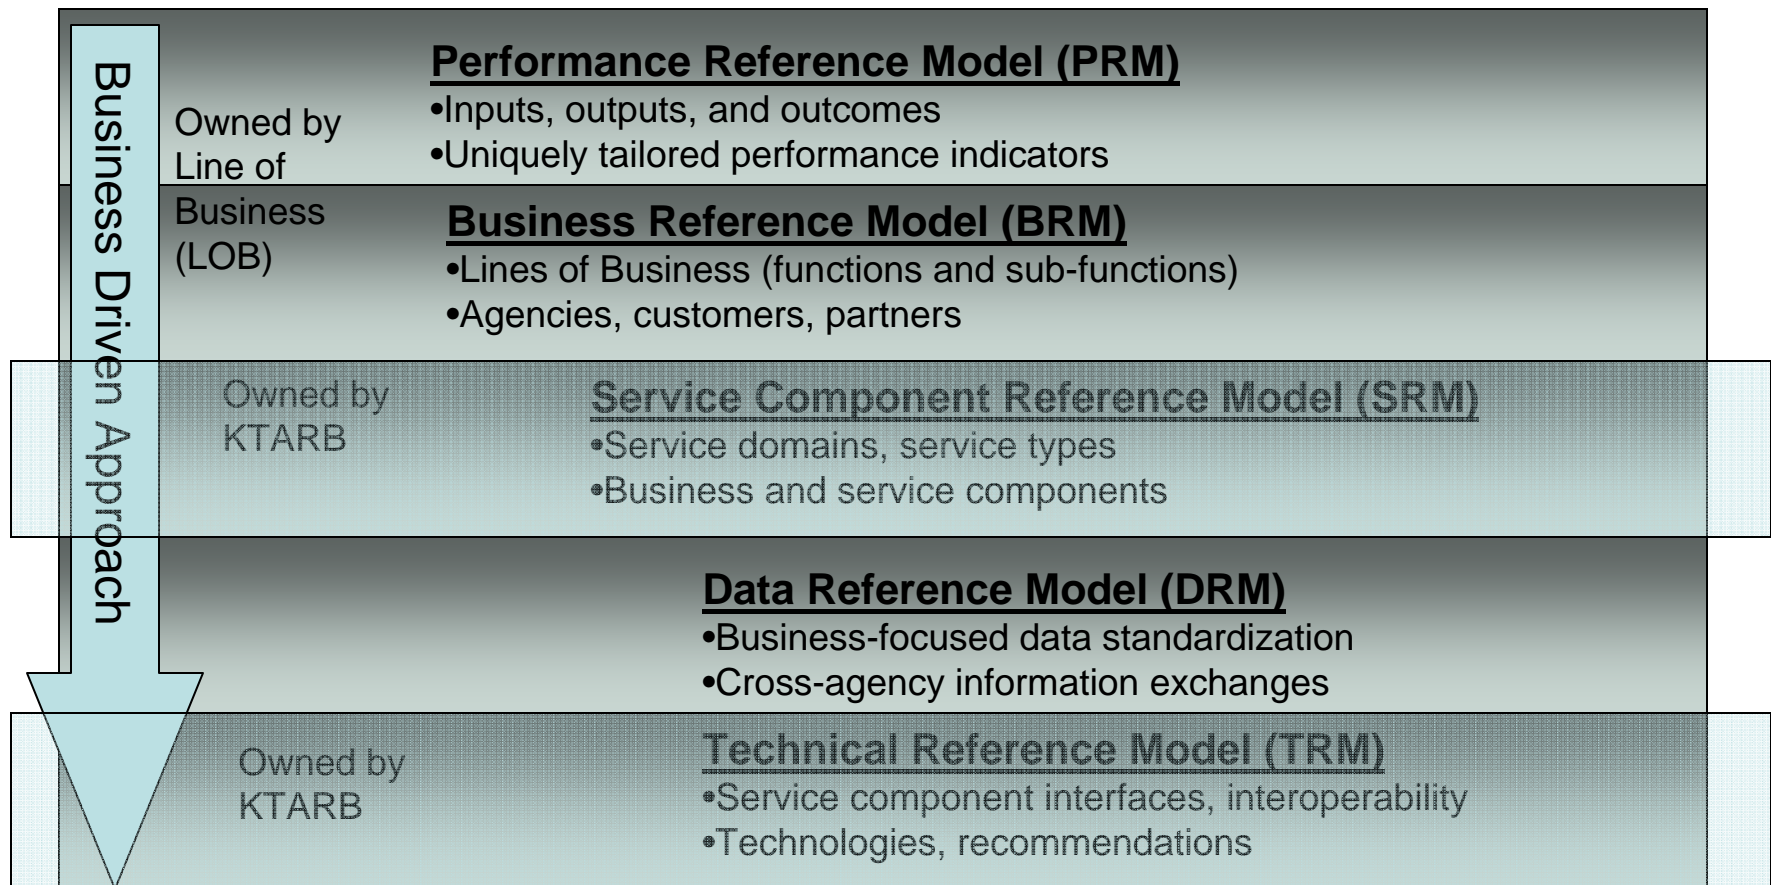 Business Driven Approach
Owned by
Line of
Business
(LOB)
Performance Reference Model (PRM)
•Inputs, outputs, and outcomes
•Uniquely tailored performance indicators
Business Reference Model (BRM)
•Lines of Business (functions and sub-functions)
•Agencies, customers, partners
Owned by
KTARB
Service Component Reference Model (SRM)
•Service domains, service types
•Business and service components
Data Reference Model (DRM)
•Business-focused data standardization
•Cross-agency information exchanges
Owned by
KTARB
Technical Reference Model (TRM)
•Service component interfaces, interoperability
•Technologies, recommendations